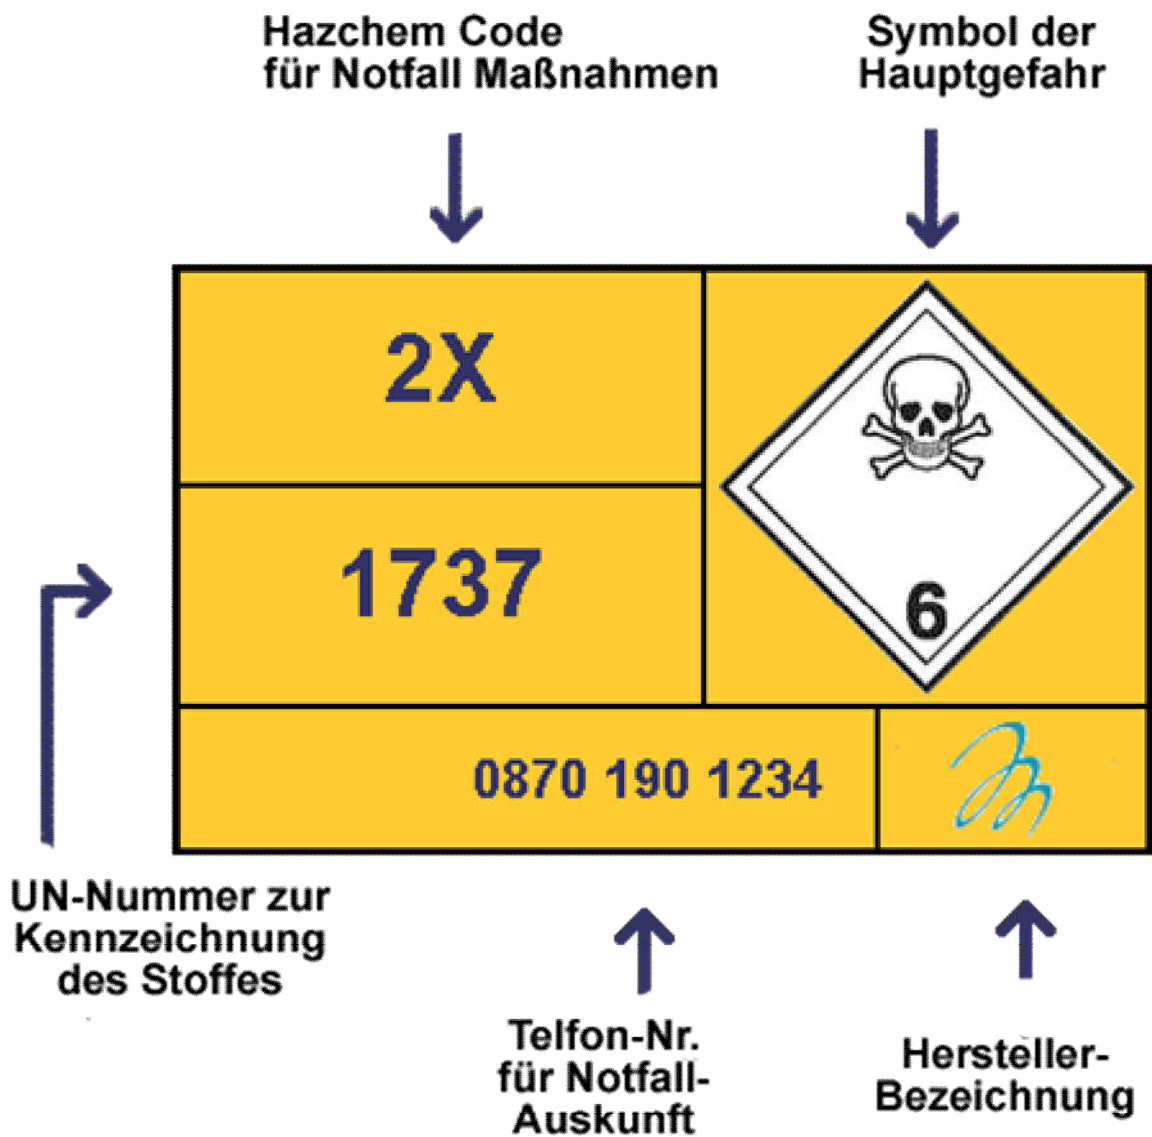 Hazchem Code
für Notfall Maßnahmen
Symbol der
Hauptgefahr
2X
1737
6
0870 190 1234
UN-Nummer zur
Kennzeichnung
des Stoffes
Telfon-Nr.
für Notfall-
Auskunft
Hersteller-
Bezeichnung